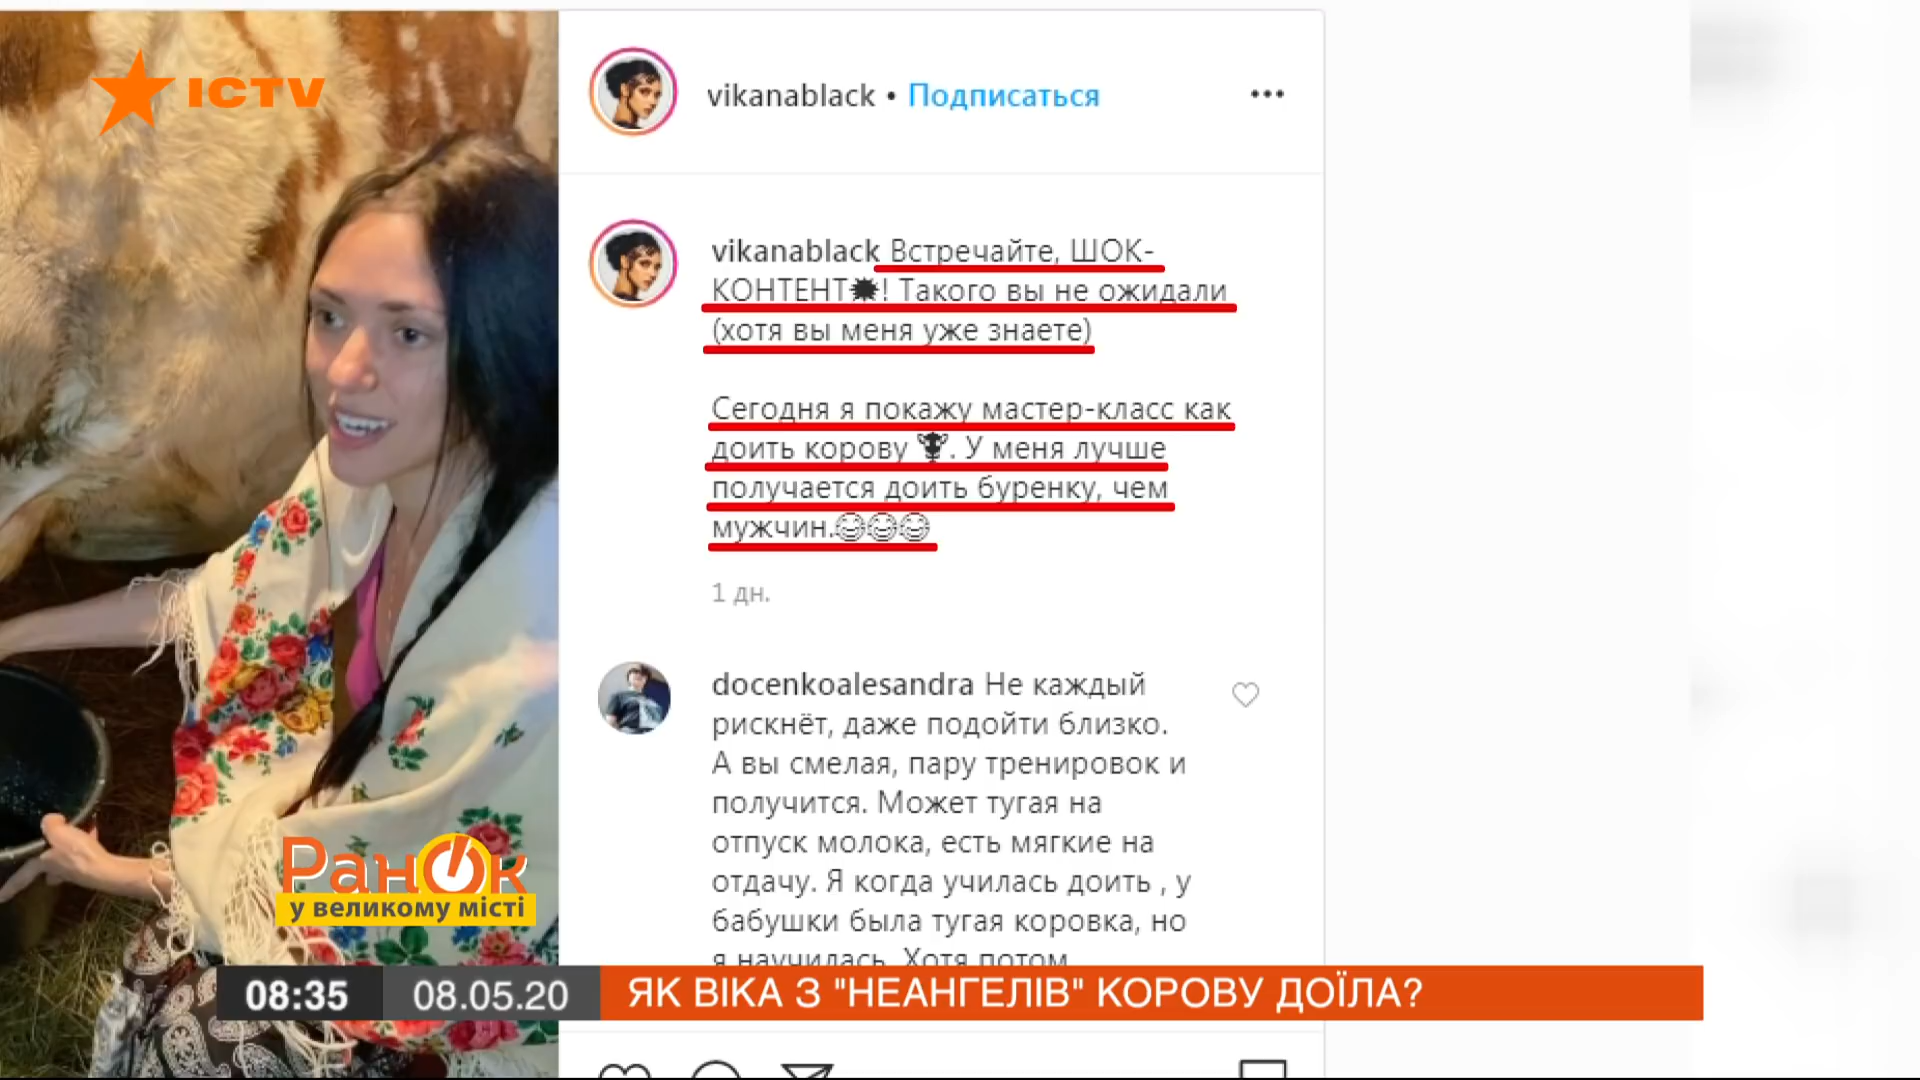 ICTV
vikanablack • Подписаться
vikanablack Встречайте, ШОК-
КОНТЕНТ! Такого вы не ожидали
(хотя вы меня уже знаете)
Сегодня я покажу мастер-класс как
доить корову. У меня лучше
получается доить буренку, чем
мужчин.😂😂😂
1 дн.
docenkoalesandra Не каждый
рискнёт, даже подойти близко.
А вы смелая, пару тренировок и
получится. Может тугая на
отпуск молока, есть мягкие на
отдачу. Я когда училась доить , у
бабушки была тугая коровка, но
я научилась. Хотя потом
РанОк
у великому місті
08:35 08.05.20 ЯК ВІКА З "НЕАНГЕЛІВ" КОРОВУ ДОЇЛА?